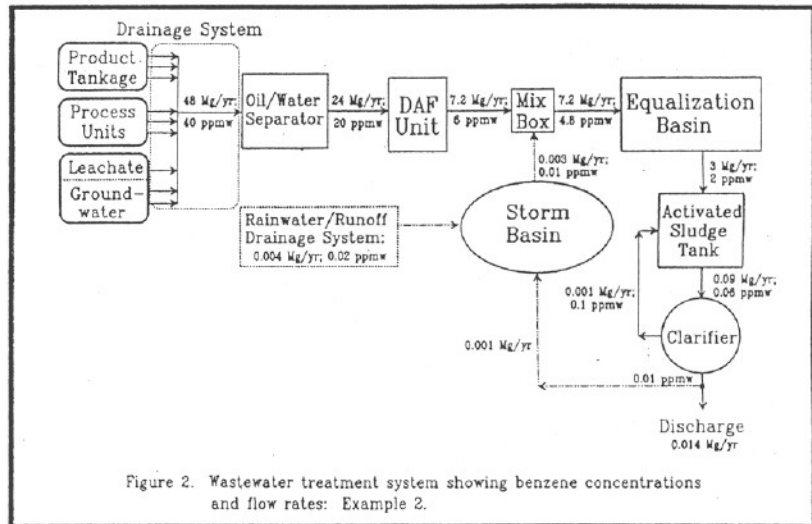 Drainage System
Product
Tankage
Process
Units
Leachate
Ground-
water
48 Mg/yr;
40 ppmw
Oil/Water
Separator
24 Mg/yr;
20 ppmw
DAF
Unit
7.2 Mg/yr;
6 ppmw
Mix
Box
7.2 Mg/yr;
4.8 ppmw
Equalization
Basin
0.003 Mg/yr;
0.01 ppmw
3 Mg/yr;
2 ppmw
Rainwater/Runoff
Drainage System:
0.004 Mg/yr; 0.02 ppmw
Storm
Basin
Activated
Sludge
Tank
0.001 Mg/yr;
0.1 ppmw
0.09 Mg/yr;
0.06 ppmw
0.001 Mg/yr
Clarifier
0.01 ppmw
Discharge
0.014 Mg/yr
Figure 2. Wastewater treatment system showing benzene concentrations
and flow rates: Example 2.